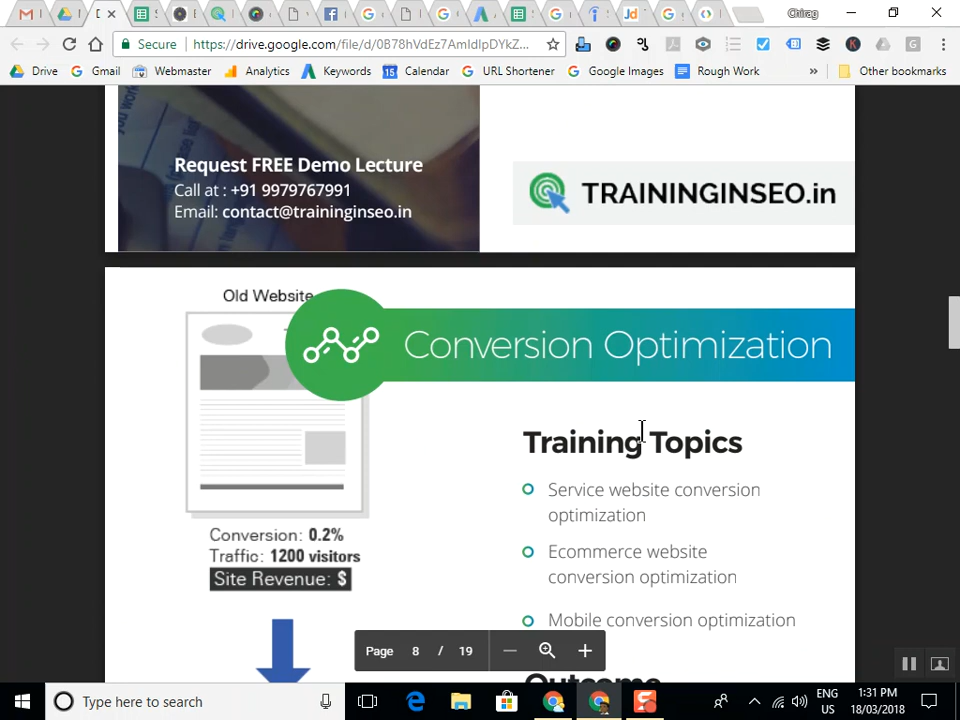 Chirag
Secure
https://drive.google.com/file/d/0B78hVdEz7AmIdlpDYkZ...
Drive
Gmail
Webmaster
Analytics
Keywords
15
Calendar
URL Shortener
Google Images
Rough Work
»
Other bookmarks
Request FREE Demo Lecture
Call at : +91 9979767991
Email: contact@traininginseo.in
TRAININGINSEO.in
Old Website
Conversion Optimization
Training Topics
Service website conversion
optimization
Ecommerce website
conversion optimization
Mobile conversion optimization
Conversion: 0.2%
Traffic: 1200 visitors
Site Revenue: $
Outcome
Page 8 / 19
Type here to search
ENG
US
1:31 PM
18/03/2018